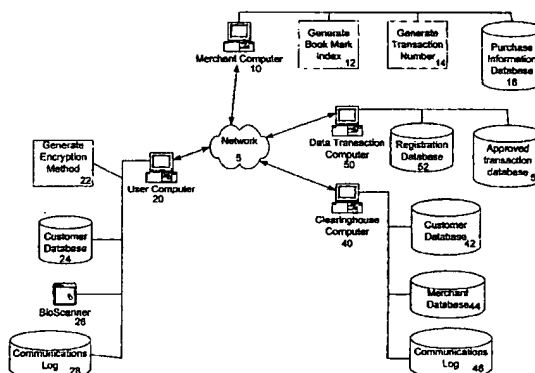 Generate
Book Mark
Index
12
Generate
Transaction
Number
14
Purchase
Information
Database
16
Merchant Computer
10
Network
5
Data Transaction
Computer
50
Registration
Database
52
Approved
transaction
database
5
Generate
Encryption
Method
22
User Computer
20
Clearinghouse
Computer
40
Customer
Database
24
Customer
Database
42
BioScanner
26
Merchant
Database
44
Communications
Log
28
Communications
Log
46